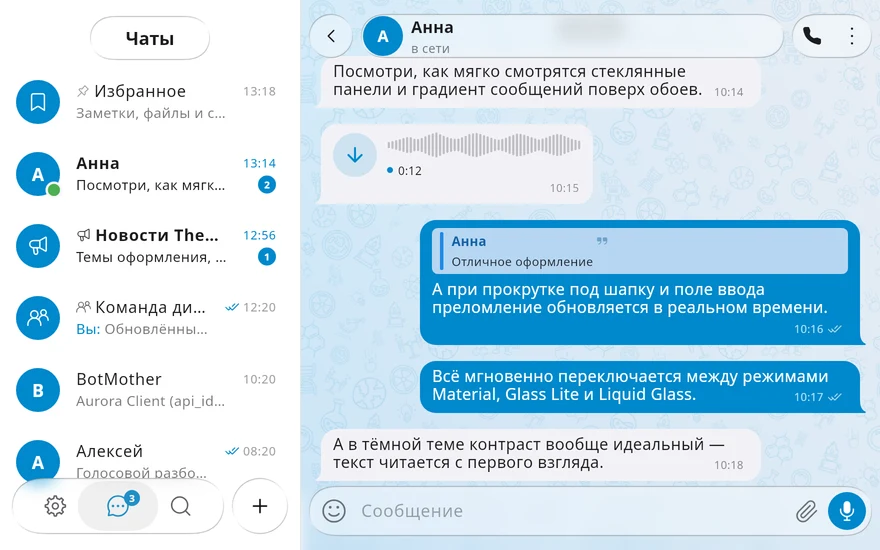 Чаты
Избранное 13:18
Заметки, файлы и с...
А
Анна 13:14
Посмотри, как мягк... 2
Новости The... 12:56
Темы оформления, ... 1
Команда ди... 12:20
Вы: Обновлённы...
B
BotMother 10:20
Aurora Client (api_id...
А
Алексей 08:20
Голосовой разбо...
3
А
Анна
в сети
Посмотри, как мягко смотрятся стеклянные
панели и градиент сообщений поверх обоев. 10:14
0:12
10:15
Анна
Отличное оформление
А при прокрутке под шапку и поле ввода
преломление обновляется в реальном времени.
10:16
Всё мгновенно переключается между режимами
Material, Glass Lite и Liquid Glass. 10:17
А в тёмной теме контраст вообще идеальный —
текст читается с первого взгляда. 10:18
Сообщение